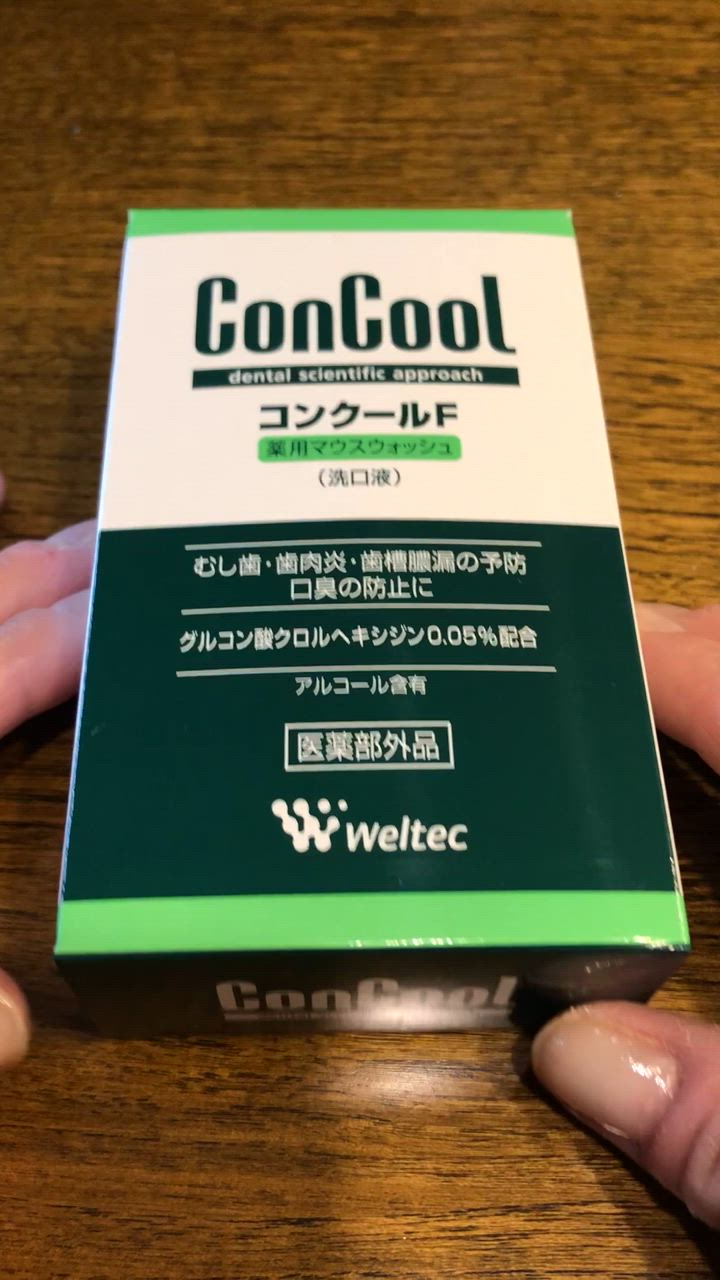 ConCool
dental scientific approach
コンクールF
薬用マウスウォッシュ
（洗口液）
むし歯・歯肉炎・歯槽膿漏の予防
口臭の防止に
グルコン酸クロルヘキシジン0.05%配合
アルコール含有
医薬部外品
weltec
ConCool